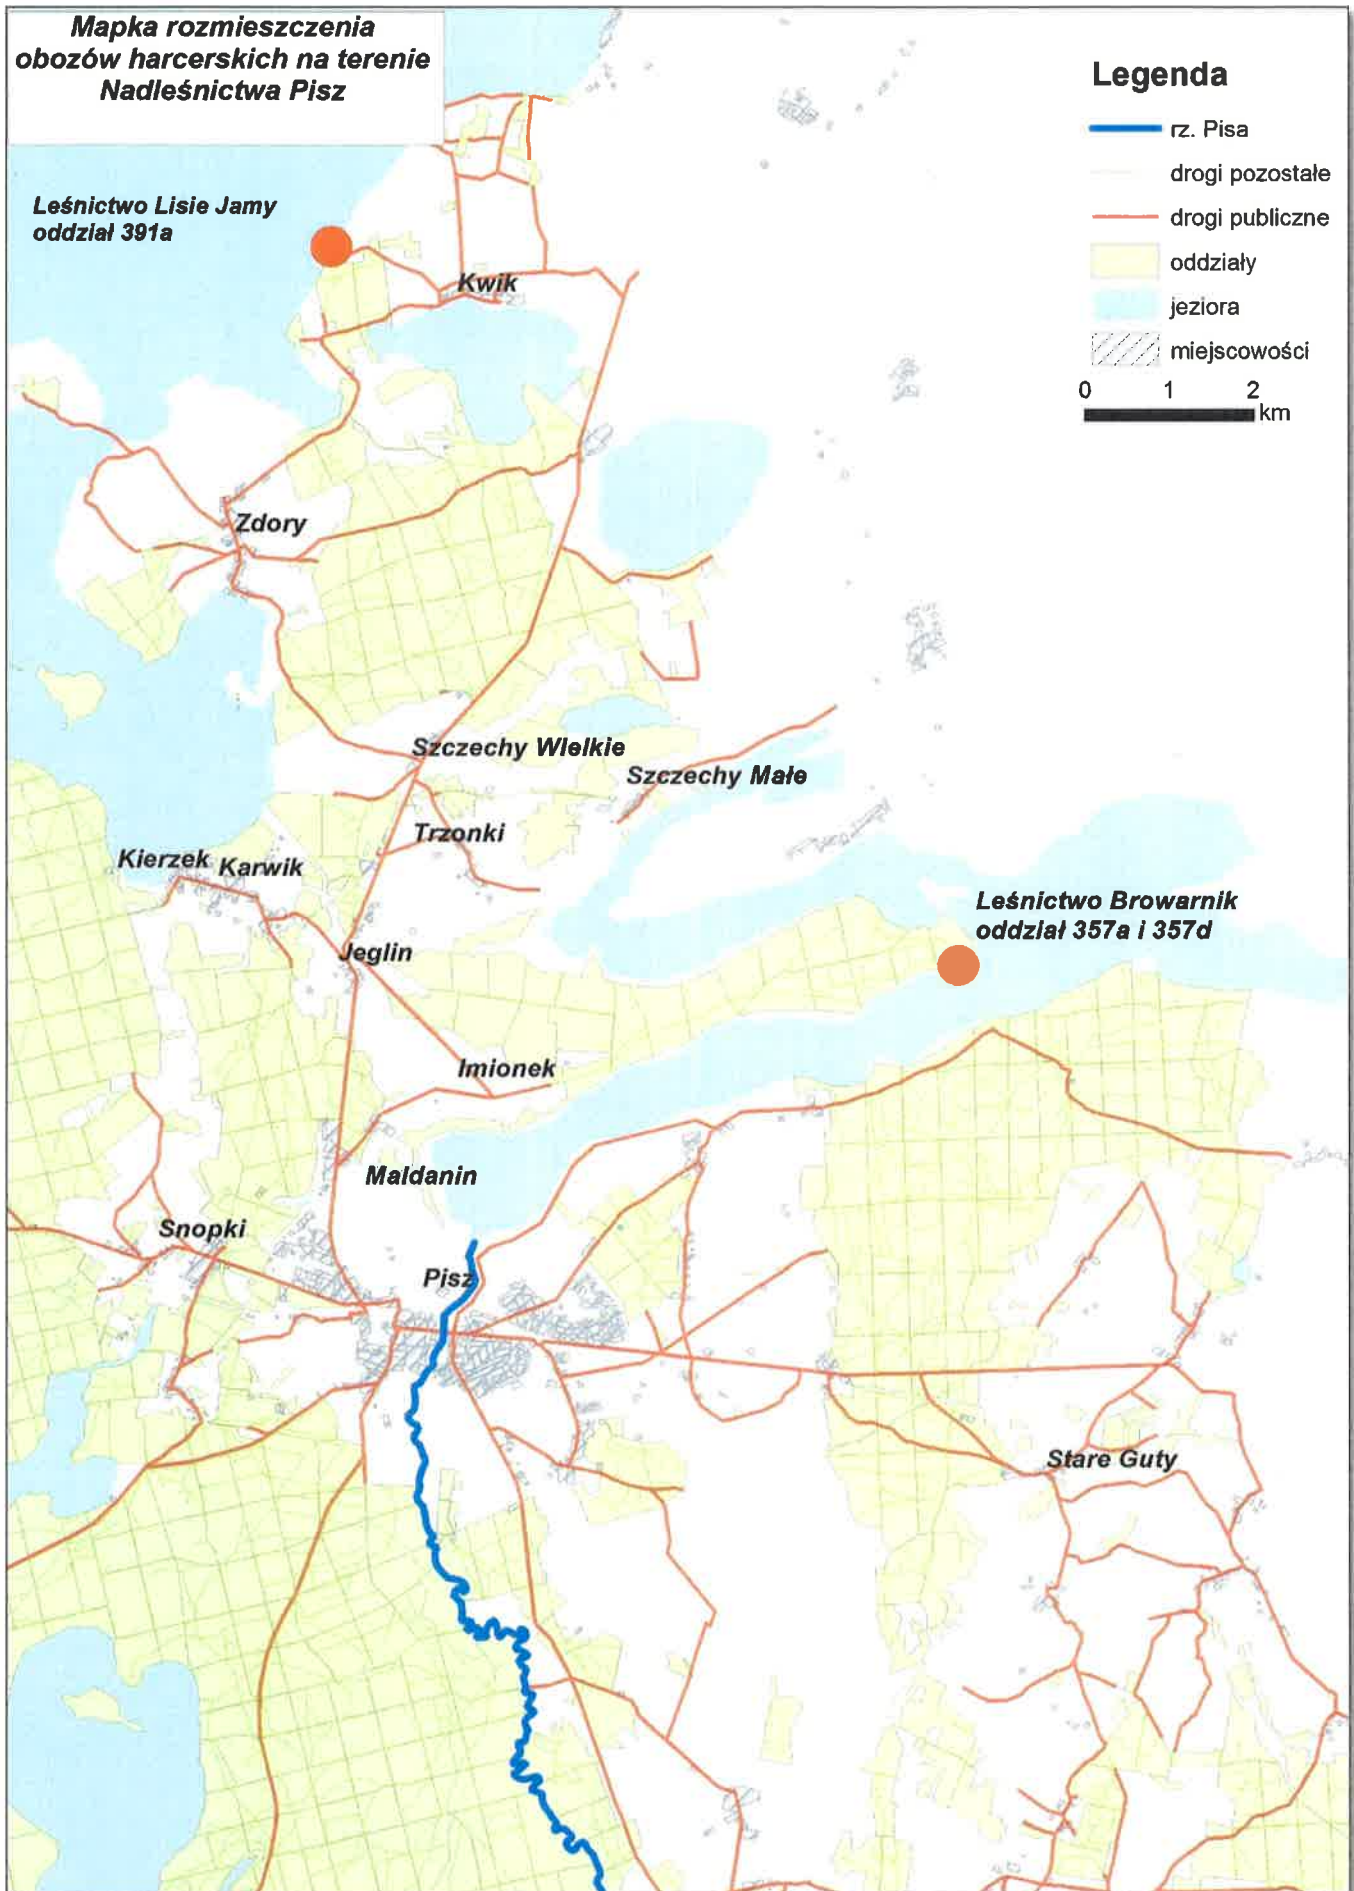 Mapka rozmieszczenia
obozów harcerskich na terenie
Nadleśnictwa Pisz
Legenda
rz. Pisa
drogi pozostałe
drogi publiczne
oddziały
jeziora
miejscowości
0 1 2
km
Leśnictwo Lisie Jamy
oddział 391a
Kwik
Zdory
Szczechy Wielkie
Szczechy Małe
Trzonki
Kierzek Karwik
Leśnictwo Browarnik
oddział 357a i 357d
Jeglin
Imionek
Maldanin
Snopki
Pisz
Stare Guty